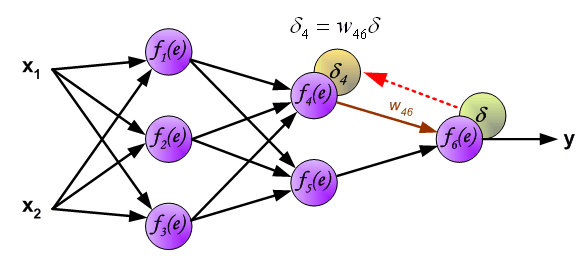 δ₄ = w₄₆δ
f₁(e)
x₁
δ₄
f₄(e)
w₄₆
δ
f₂(e)
f₆(e)
y
f₅(e)
x₂
f₃(e)